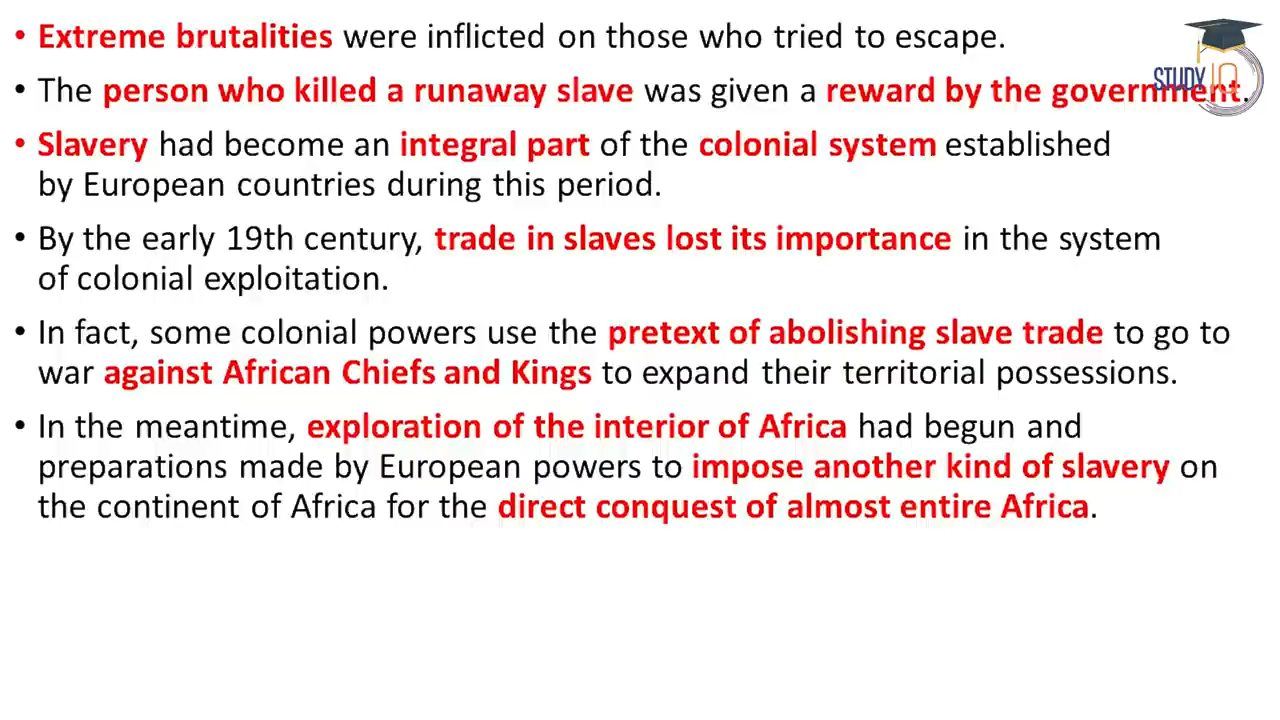 • Extreme brutalities were inflicted on those who tried to escape.
• The person who killed a runaway slave was given a reward by the government.
STUDY IQ
• Slavery had become an integral part of the colonial system established
by European countries during this period.
• By the early 19th century, trade in slaves lost its importance in the system
of colonial exploitation.
• In fact, some colonial powers use the pretext of abolishing slave trade to go to
war against African Chiefs and Kings to expand their territorial possessions.
• In the meantime, exploration of the interior of Africa had begun and
preparations made by European powers to impose another kind of slavery on
the continent of Africa for the direct conquest of almost entire Africa.